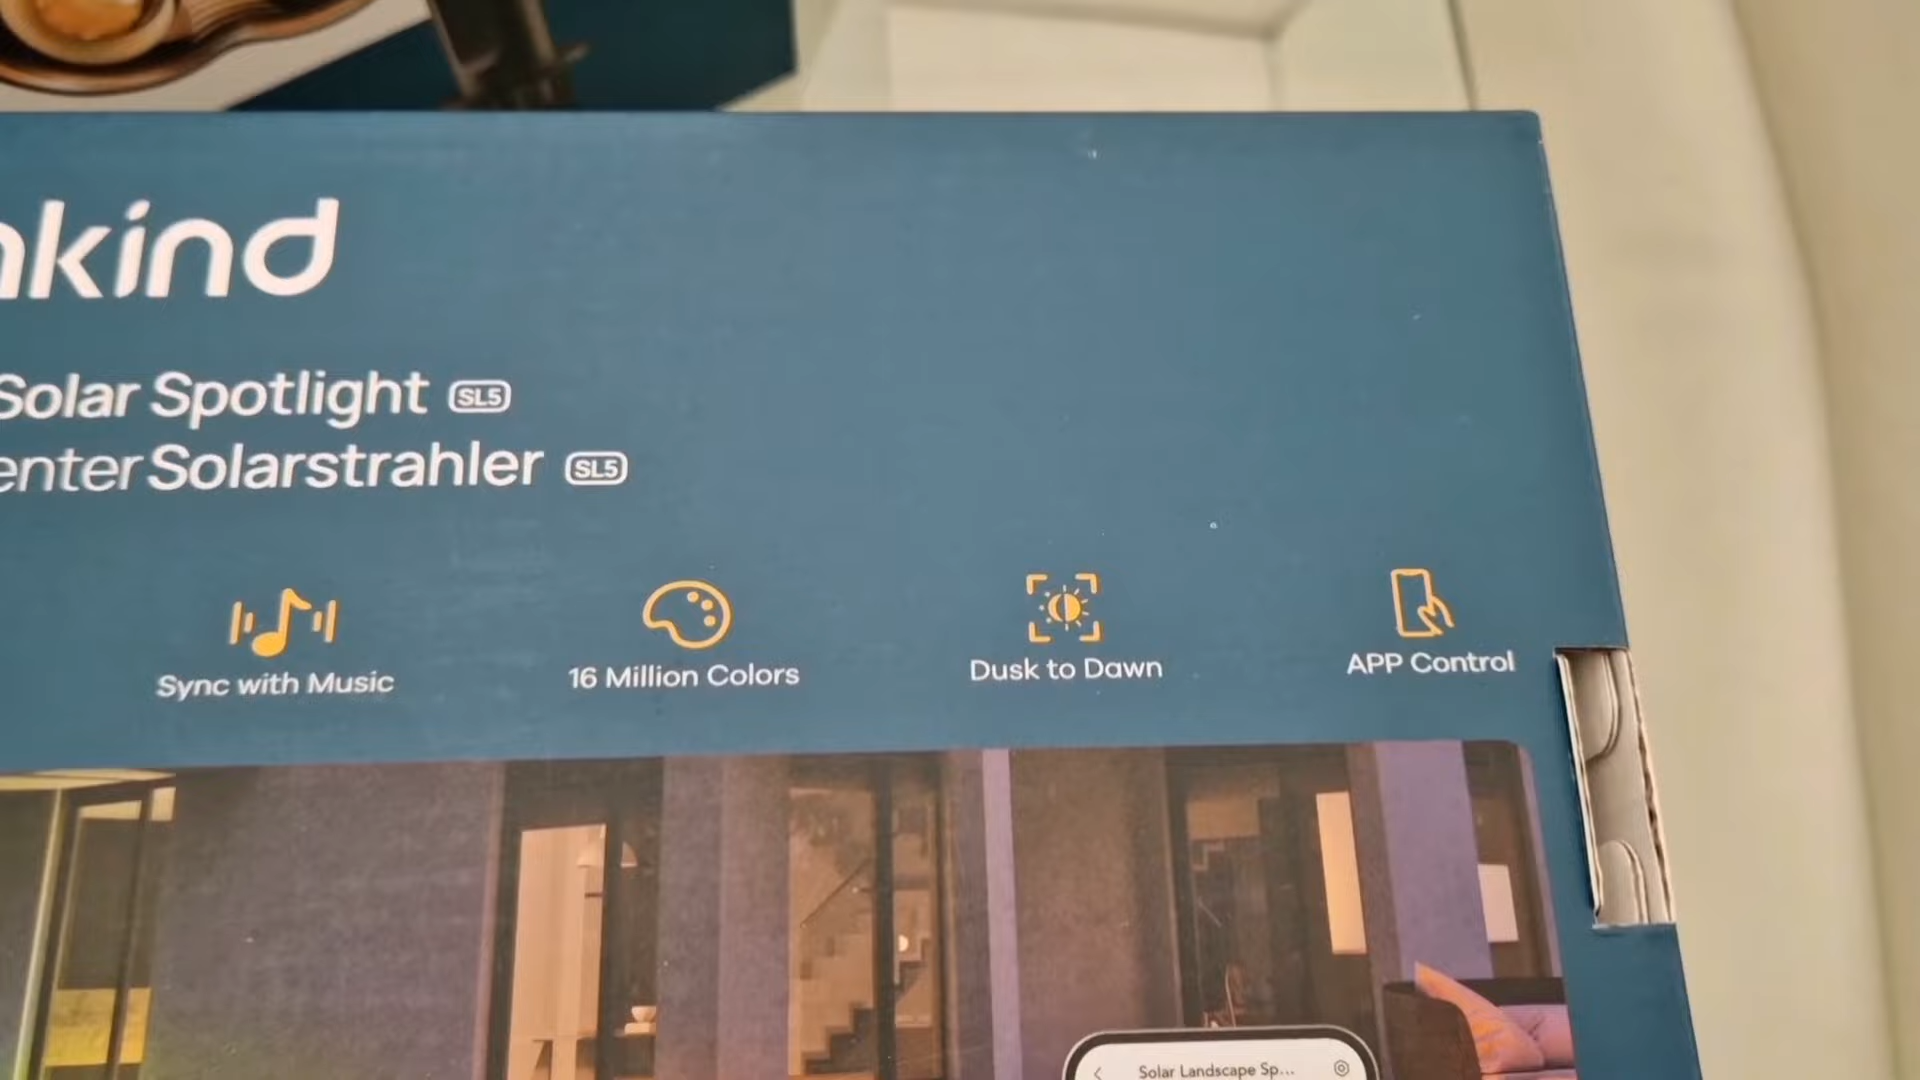 nkind
Solar Spotlight SL5
enter Solarstrahler SL5
Sync with Music
16 Million Colors
Dusk to Dawn
APP Control
Solar Landscape Sp...